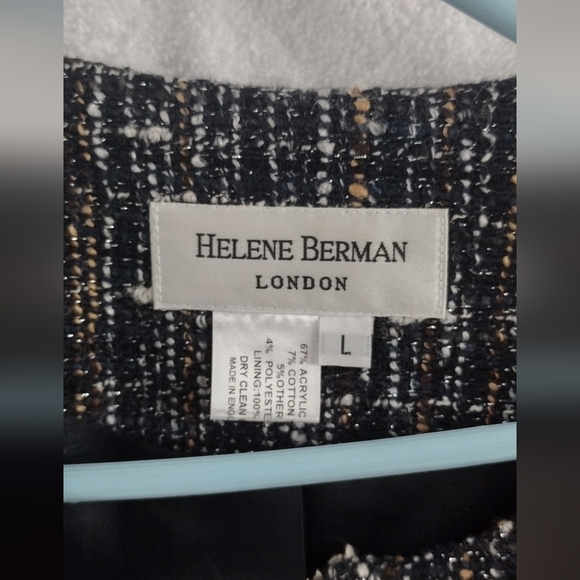 HELENE BERMAN
LONDON
L
67% ACRYLIC
7% COTTON
5%OTHER
4% POLYESTE
LINING:100%
DRY CLEAN
MADE IN ENG